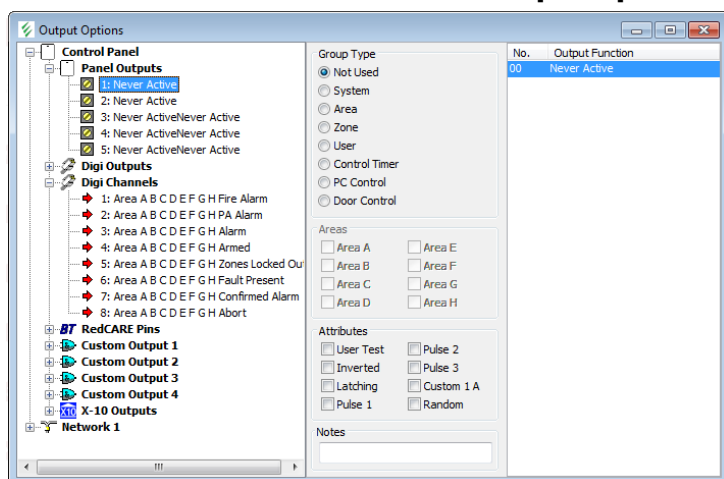 Output Options
Control Panel
Panel Outputs
1: Never Active
2: Never Active
3: Never ActiveNever Active
4: Never ActiveNever Active
5: Never ActiveNever Active
Digi Outputs
Digi Channels
1: Area A B C D E F G H Fire Alarm
2: Area A B C D E F G H PA Alarm
3: Area A B C D E F G H Alarm
4: Area A B C D E F G H Armed
5: Area A B C D E F G H Zones Locked Ou
6: Area A B C D E F G H Fault Present
7: Area A B C D E F G H Confirmed Alarm
8: Area A B C D E F G H Abort
BT RedCARE Pins
Custom Output 1
Custom Output 2
Custom Output 3
Custom Output 4
X10 X-10 Outputs
Network 1
Group Type
Not Used
System
Area
Zone
User
Control Timer
PC Control
Door Control
Areas
Area A Area E
Area B Area F
Area C Area G
Area D Area H
Attributes
User Test Pulse 2
Inverted Pulse 3
Latching Custom 1 A
Pulse 1 Random
Notes
No. Output Function
00 Never Active